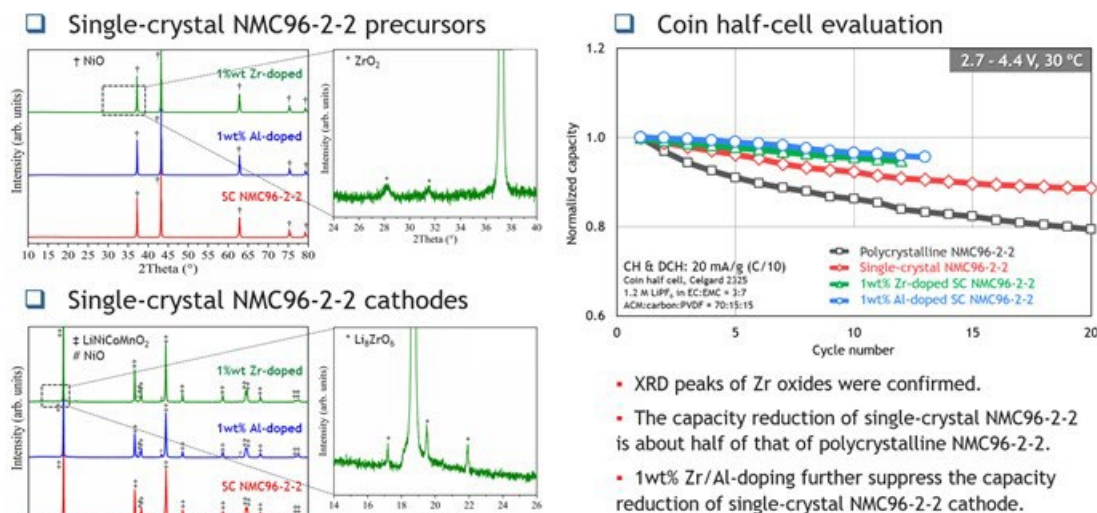 ❑ Single-crystal NMC96-2-2 precursors
† NiO
1%wt Zr-doped
1wt% Al-doped
SC NMC96-2-2
Intensity (arb. units)
10 15 20 25 30 35 40 45 50 55 60 65 70 75 80
2Theta (°)
* ZrO₂
Intensity (arb. units)
24 26 28 30 32 34 36 38 40
2Theta (°)
❑ Single-crystal NMC96-2-2 cathodes
‡ LiNiCoMnO₂
# NiO
1%wt Zr-doped
1wt% Al-doped
SC NMC96-2-2
Intensity (arb. units)
* Li₈ZrO₆
Intensity (arb. units)
14 16 18 20 22 24 26
❑ Coin half-cell evaluation
2.7 - 4.4 V, 30 ºC
1.2
1.0
0.8
0.6
Normalized capacity
CH & DCH: 20 mA/g (C/10)
Coin half cell, Celgard 2325
1.2 M LiPF₆ in EC:EMC = 3:7
ACM:carbon:PVDF = 70:15:15
Polycrystalline NMC96-2-2
Single-crystal NMC96-2-2
1wt% Zr-doped SC NMC96-2-2
1wt% Al-doped SC NMC96-2-2
0 5 10 15 20
Cycle number
▪ XRD peaks of Zr oxides were confirmed.
▪ The capacity reduction of single-crystal NMC96-2-2
is about half of that of polycrystalline NMC96-2-2.
▪ 1wt% Zr/Al-doping further suppress the capacity
reduction of single-crystal NMC96-2-2 cathode.